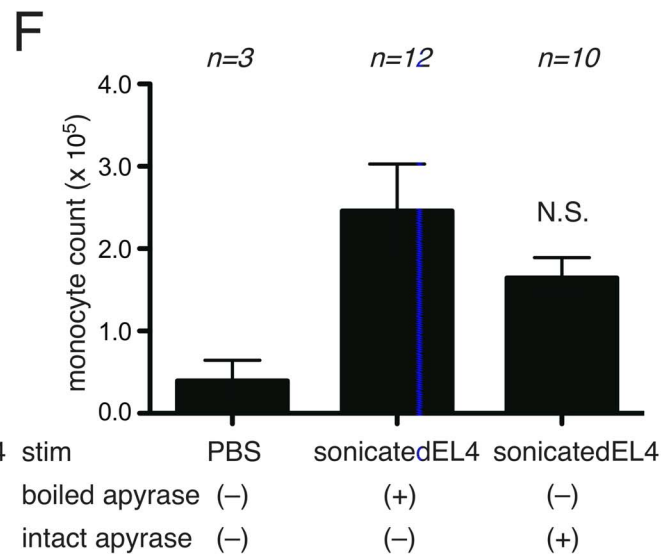 F
n=3 n=12 n=10
4.0
3.0
2.0
1.0
0.0
monocyte count (x 10⁵)
N.S.
4 stim PBS sonicatedEL4 sonicatedEL4
boiled apyrase (–) (+) (–)
intact apyrase (–) (–) (+)